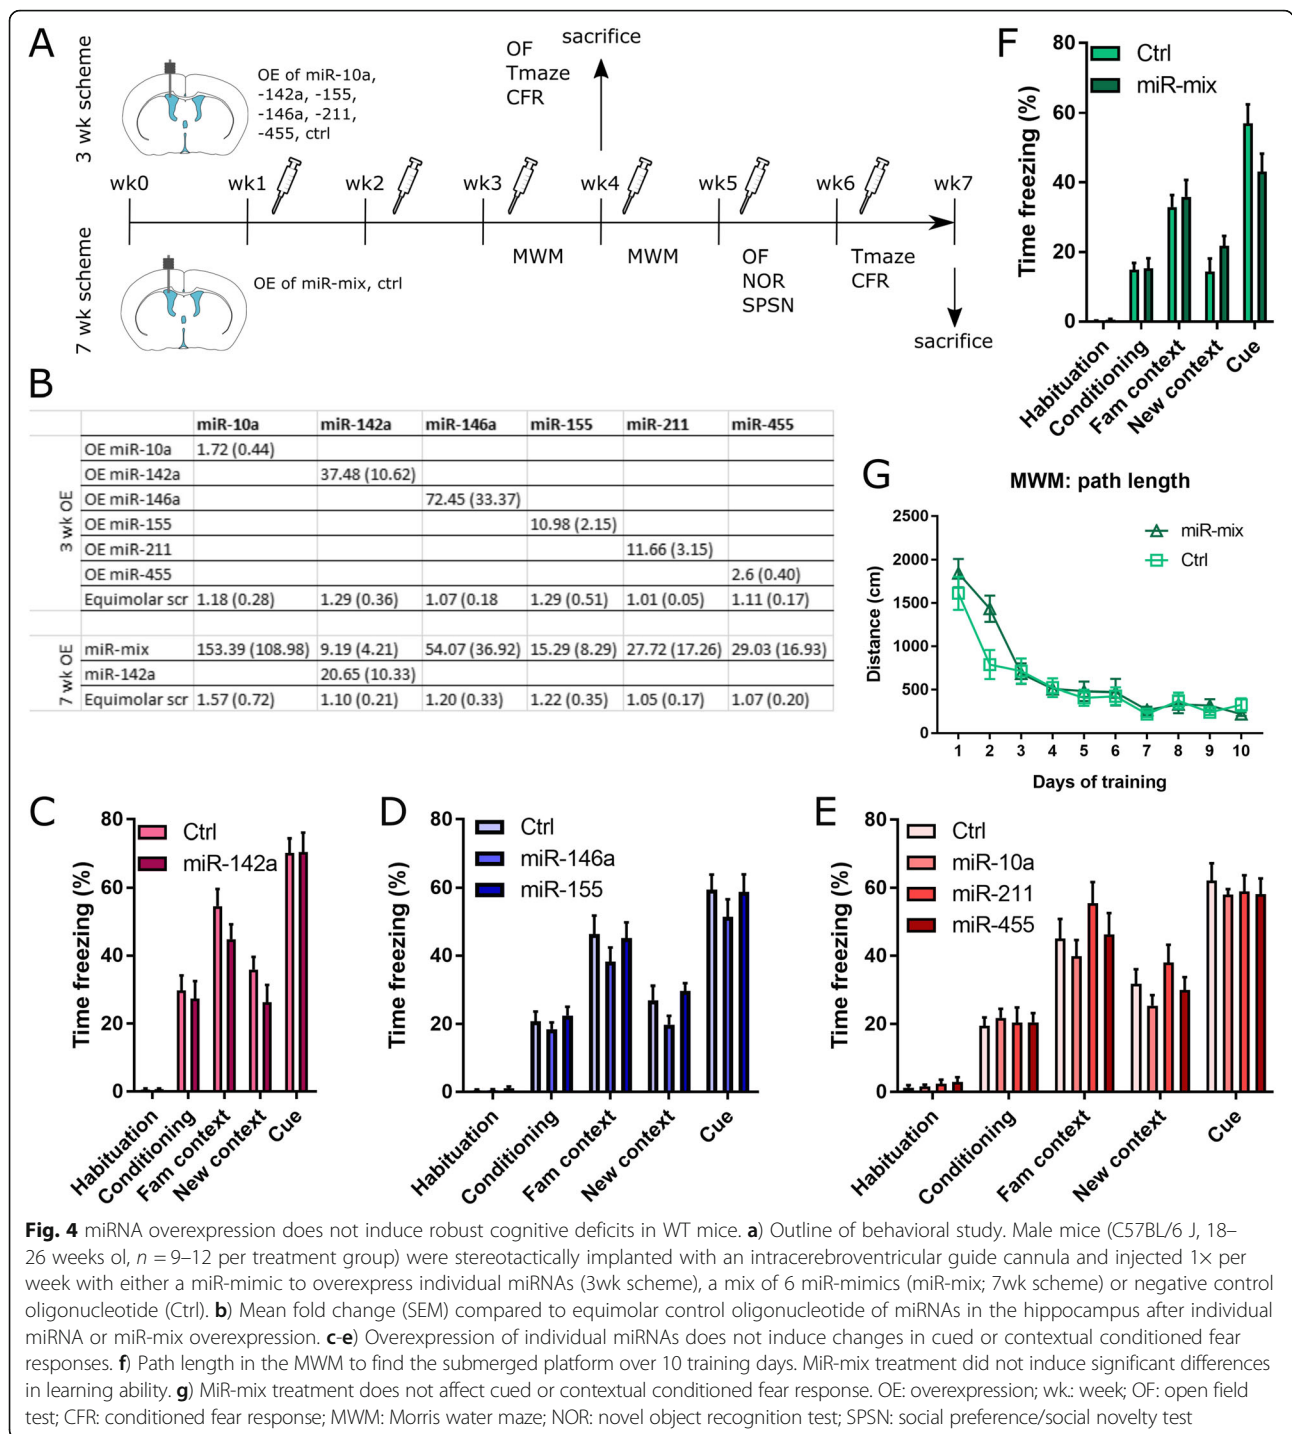 A
3 wk scheme
OE of miR-10a,
-142a, -155,
-146a, -211,
-455, ctrl
OF
Tmaze
CFR
sacrifice
wk0 wk1 wk2 wk3 wk4 wk5 wk6 wk7
7 wk scheme
OE of miR-mix, ctrl
MWM
MWM
OF
NOR
SPSN
Tmaze
CFR
sacrifice
B
miR-10a miR-142a miR-146a miR-155 miR-211 miR-455
3 wk OE
OE miR-10a 1.72 (0.44)
OE miR-142a 37.48 (10.62)
OE miR-146a 72.45 (33.37)
OE miR-155 10.98 (2.15)
OE miR-211 11.66 (3.15)
OE miR-455 2.6 (0.40)
Equimolar scr 1.18 (0.28) 1.29 (0.36) 1.07 (0.18 1.29 (0.51) 1.01 (0.05) 1.11 (0.17)
7 wk OE
miR-mix 153.39 (108.98) 9.19 (4.21) 54.07 (36.92) 15.29 (8.29) 27.72 (17.26) 29.03 (16.93)
miR-142a 20.65 (10.33)
Equimolar scr 1.57 (0.72) 1.10 (0.21) 1.20 (0.33) 1.22 (0.35) 1.05 (0.17) 1.07 (0.20)
F
Time freezing (%)
80
60
40
20
0
Ctrl
miR-mix
Habituation
Conditioning
Fam context
New context
Cue
G
MWM: path length
Distance (cm)
2500
2000
1500
1000
500
0
miR-mix
Ctrl
1 2 3 4 5 6 7 8 9 10
Days of training
C
Time freezing (%)
80
60
40
20
0
Ctrl
miR-142a
Habituation
Conditioning
Fam context
New context
Cue
D
Time freezing (%)
80
60
40
20
0
Ctrl
miR-146a
miR-155
Habituation
Conditioning
Fam context
New context
Cue
E
Time freezing (%)
80
60
40
20
0
Ctrl
miR-10a
miR-211
miR-455
Habituation
Conditioning
Fam context
New context
Cue
Fig. 4 miRNA overexpression does not induce robust cognitive deficits in WT mice. a) Outline of behavioral study. Male mice (C57BL/6 J, 18–
26 weeks ol, n = 9–12 per treatment group) were stereotactically implanted with an intracerebroventricular guide cannula and injected 1× per
week with either a miR-mimic to overexpress individual miRNAs (3wk scheme), a mix of 6 miR-mimics (miR-mix; 7wk scheme) or negative control
oligonucleotide (Ctrl). b) Mean fold change (SEM) compared to equimolar control oligonucleotide of miRNAs in the hippocampus after individual
miRNA or miR-mix overexpression. c-e) Overexpression of individual miRNAs does not induce changes in cued or contextual conditioned fear
responses. f) Path length in the MWM to find the submerged platform over 10 training days. MiR-mix treatment did not induce significant differences
in learning ability. g) MiR-mix treatment does not affect cued or contextual conditioned fear response. OE: overexpression; wk.: week; OF: open field
test; CFR: conditioned fear response; MWM: Morris water maze; NOR: novel object recognition test; SPSN: social preference/social novelty test